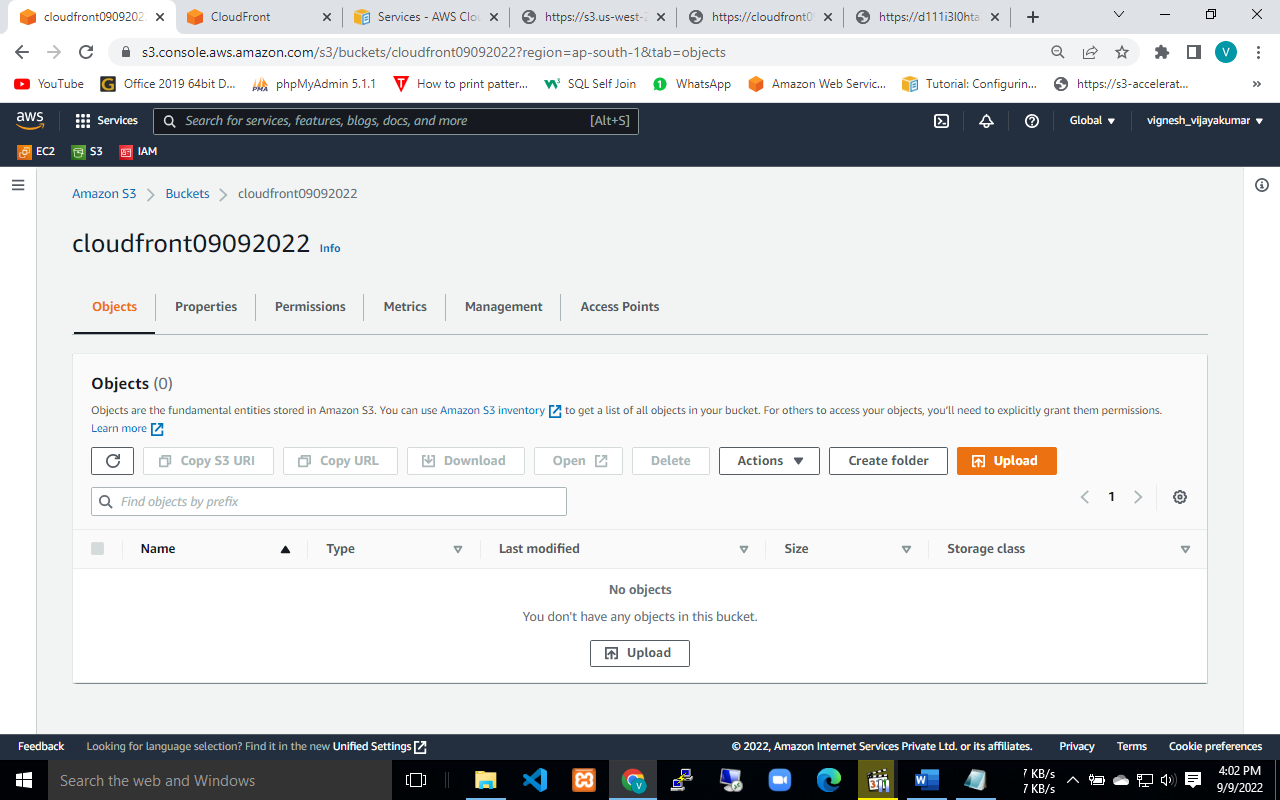 cloudfront09092022
CloudFront
Services - AWS Clou
https://s3.us-west-2
https://cloudfront09
https://d111i3l0hta
s3.console.aws.amazon.com/s3/buckets/cloudfront09092022?region=ap-south-1&tab=objects
V
YouTube
Office 2019 64bit D...
phpMyAdmin 5.1.1
How to print patter...
SQL Self Join
WhatsApp
Amazon Web Servic...
Tutorial: Configurin...
https://s3-accelerat...
»
aws
Services
Search for services, features, blogs, docs, and more
[Alt+S]
Global
vignesh_vijayakumar
EC2
S3
IAM
Amazon S3
Buckets
cloudfront09092022
cloudfront09092022 Info
Objects
Properties
Permissions
Metrics
Management
Access Points
Objects (0)
Objects are the fundamental entities stored in Amazon S3. You can use Amazon S3 inventory to get a list of all objects in your bucket. For others to access your objects, you'll need to explicitly grant them permissions.
Learn more
Copy S3 URI
Copy URL
Download
Open
Delete
Actions
Create folder
Upload
Find objects by prefix
1
Name
Type
Last modified
Size
Storage class
No objects
You don't have any objects in this bucket.
Upload
Feedback
Looking for language selection? Find it in the new Unified Settings
© 2022, Amazon Internet Services Private Ltd. or its affiliates.
Privacy
Terms
Cookie preferences
Search the web and Windows
7 KB/s
7 KB/s
4:02 PM
9/9/2022